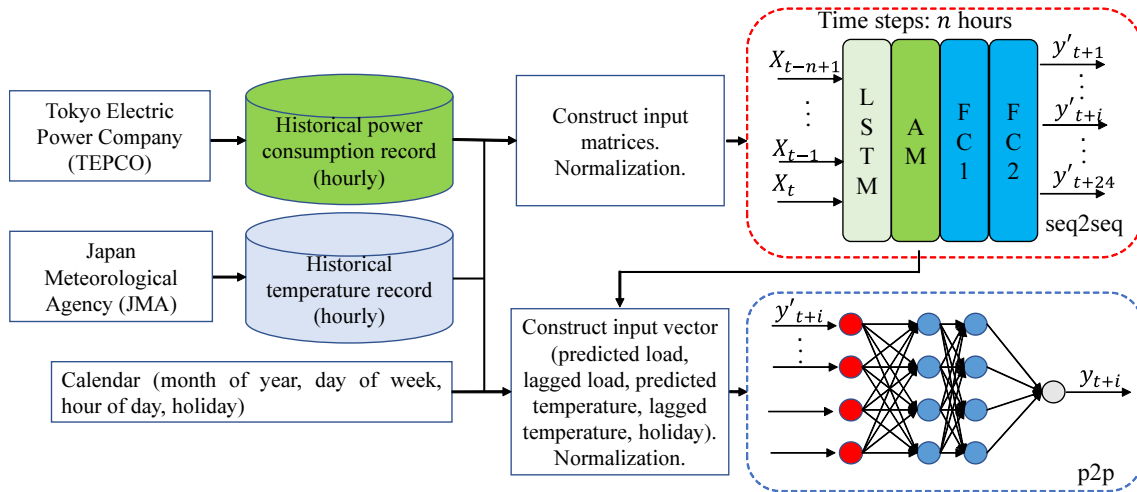 Tokyo Electric
Power Company
(TEPCO)
Historical power
consumption record
(hourly)
Construct input
matrices.
Normalization.
Time steps: n hours
X_{t−n+1}
⋮
X_{t−1}
X_t
L
S
T
M
A
M
F
C
1
F
C
2
y'_{t+1}
⋮
y'_{t+i}
⋮
y'_{t+24}
seq2seq
Japan
Meteorological
Agency (JMA)
Historical
temperature record
(hourly)
Calendar (month of year, day of week,
hour of day, holiday)
Construct input vector
(predicted load,
lagged load, predicted
temperature, lagged
temperature, holiday).
Normalization.
y'_{t+i}
⋮
y_{t+i}
p2p